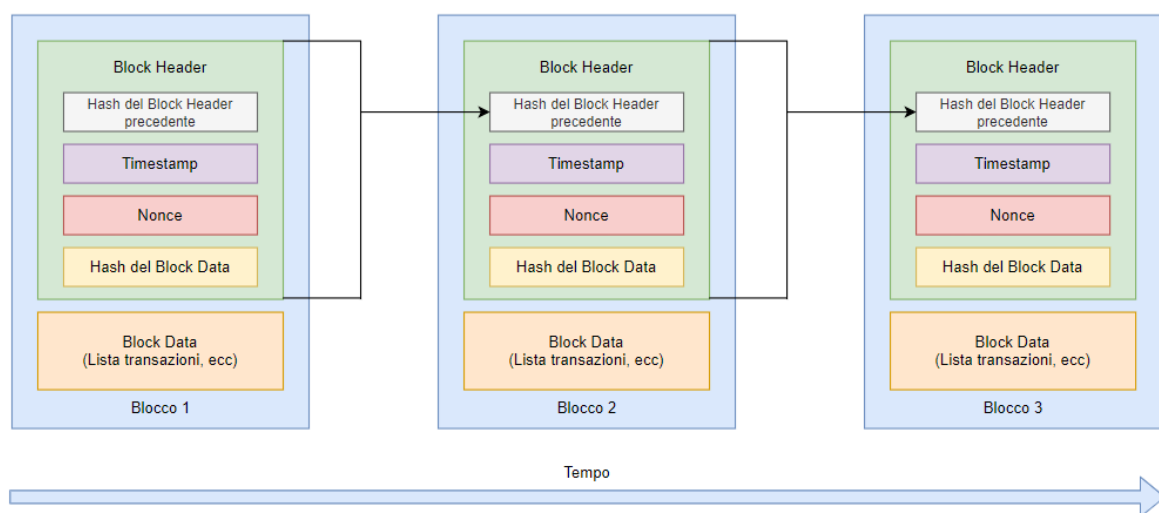 Block Header
Hash del Block Header
precedente
Timestamp
Nonce
Hash del Block Data
Block Data
(Lista transazioni, ecc)
Blocco 1
Block Header
Hash del Block Header
precedente
Timestamp
Nonce
Hash del Block Data
Block Data
(Lista transazioni, ecc)
Blocco 2
Block Header
Hash del Block Header
precedente
Timestamp
Nonce
Hash del Block Data
Block Data
(Lista transazioni, ecc)
Blocco 3
Tempo